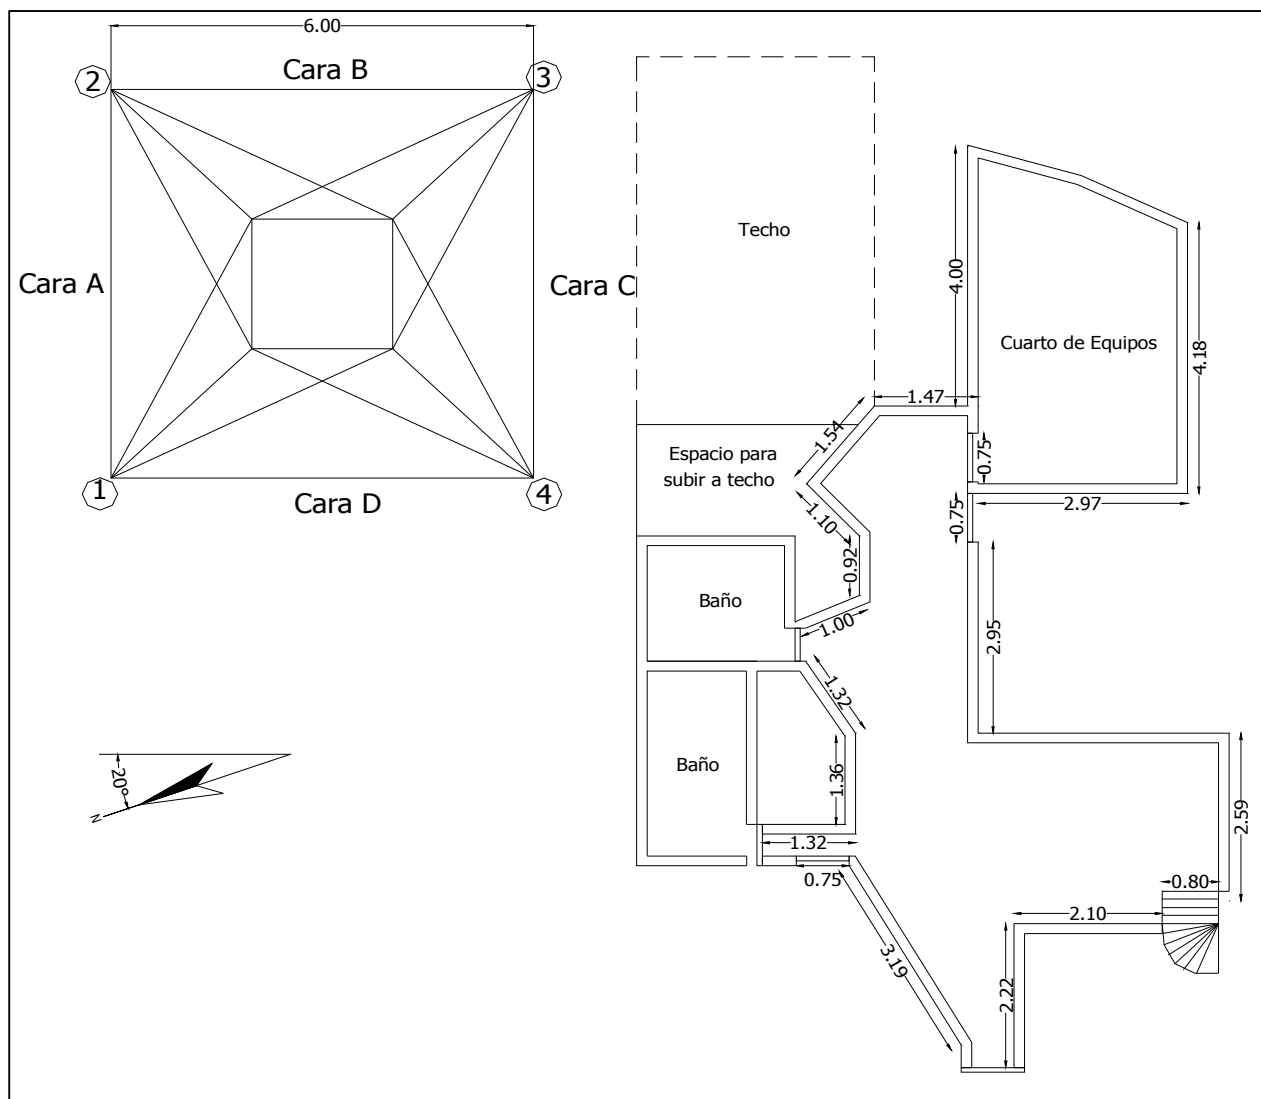 6.00
Cara B
2
3
Cara A
Cara C
1
4
Cara D
Techo
4.00
Cuarto de Equipos
4.18
1.47
1.54
Espacio para
subir a techo
0.75
1.10
0.75
2.97
0.92
Baño
1.00
2.95
1.32
Baño
1.36
20°
N
1.32
0.75
2.59
0.80
2.10
3.19
2.22